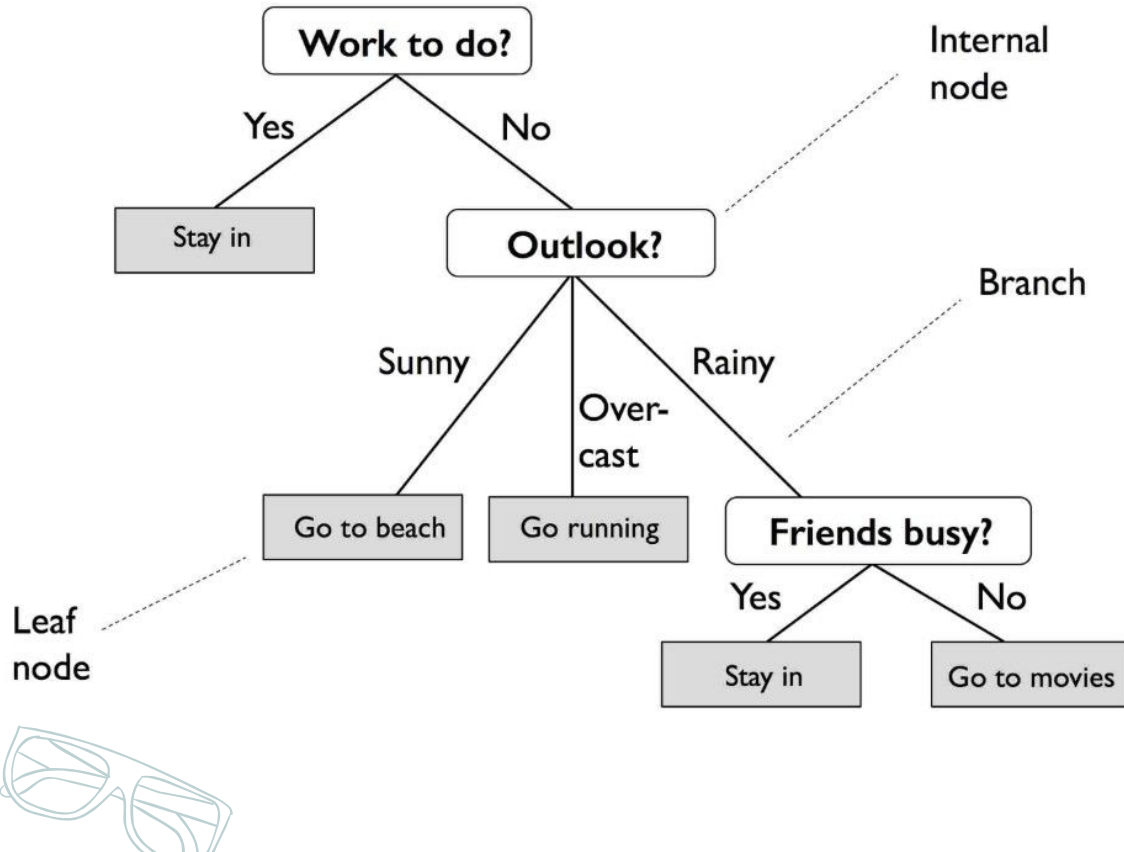 Work to do?
Internal
node
Yes
No
Stay in
Outlook?
Branch
Sunny
Rainy
Over-
cast
Go to beach
Go running
Friends busy?
Yes
No
Leaf
node
Stay in
Go to movies